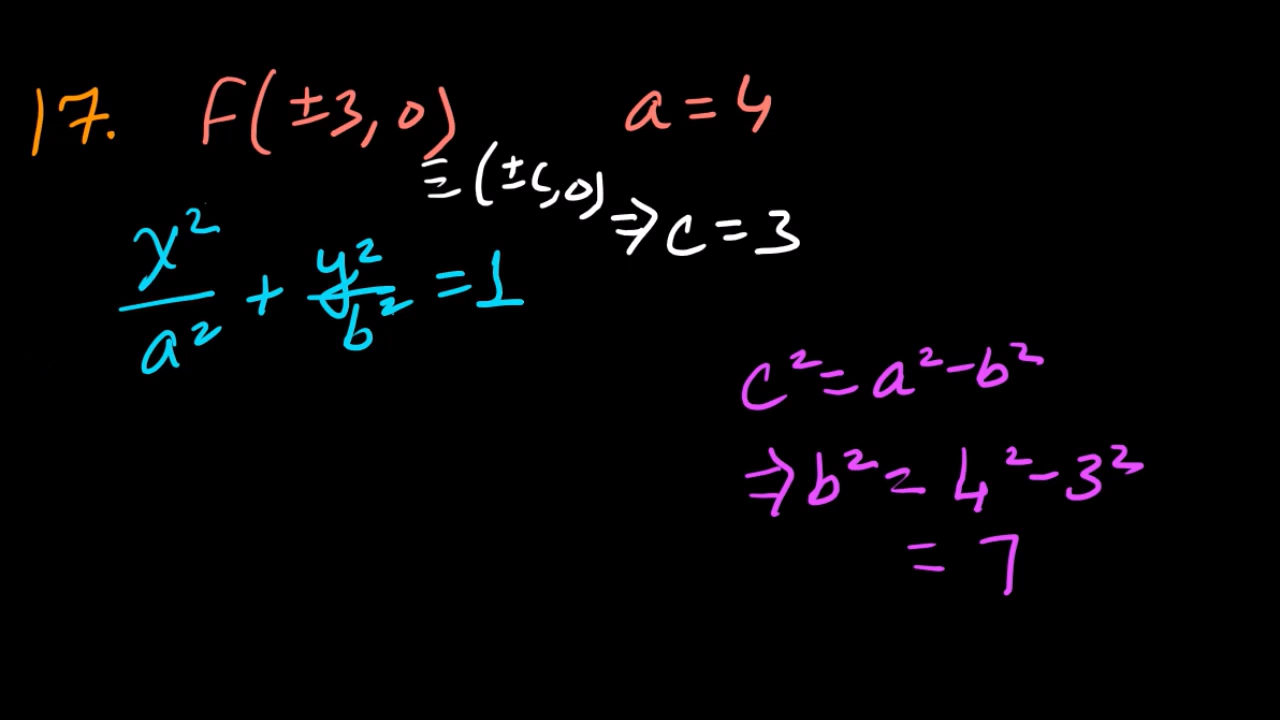 17. F(±3, 0) a = 4
≡ (±c, 0) ⇒ c = 3
x²/a² + y²/b² = 1
c² = a² - b²
⇒ b² = 4² - 3²
= 7